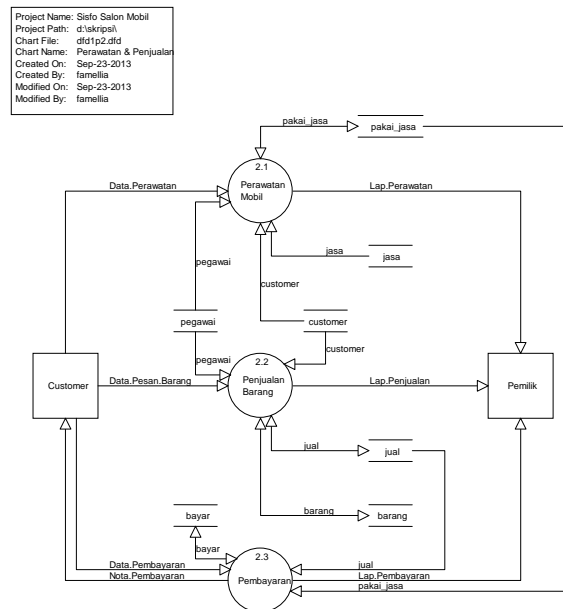 Project Name: Sisfo Salon Mobil
Project Path: d:\skripsi\
Chart File: dfd1p2.dfd
Chart Name: Perawatan & Penjualan
Created On: Sep-23-2013
Created By: famellia
Modified On: Sep-23-2013
Modified By: famellia
pakai_jasa
pakai_jasa
2.1
Perawatan
Mobil
Data.Perawatan
Lap.Perawatan
jasa
jasa
pegawai
customer
pegawai
customer
pegawai
customer
2.2
Penjualan
Barang
Customer
Data.Pesan.Barang
Lap.Penjualan
Pemilik
jual
jual
barang
barang
bayar
bayar
2.3
Pembayaran
Data.Pembayaran
Nota.Pembayaran
jual
Lap.Pembayaran
pakai_jasa